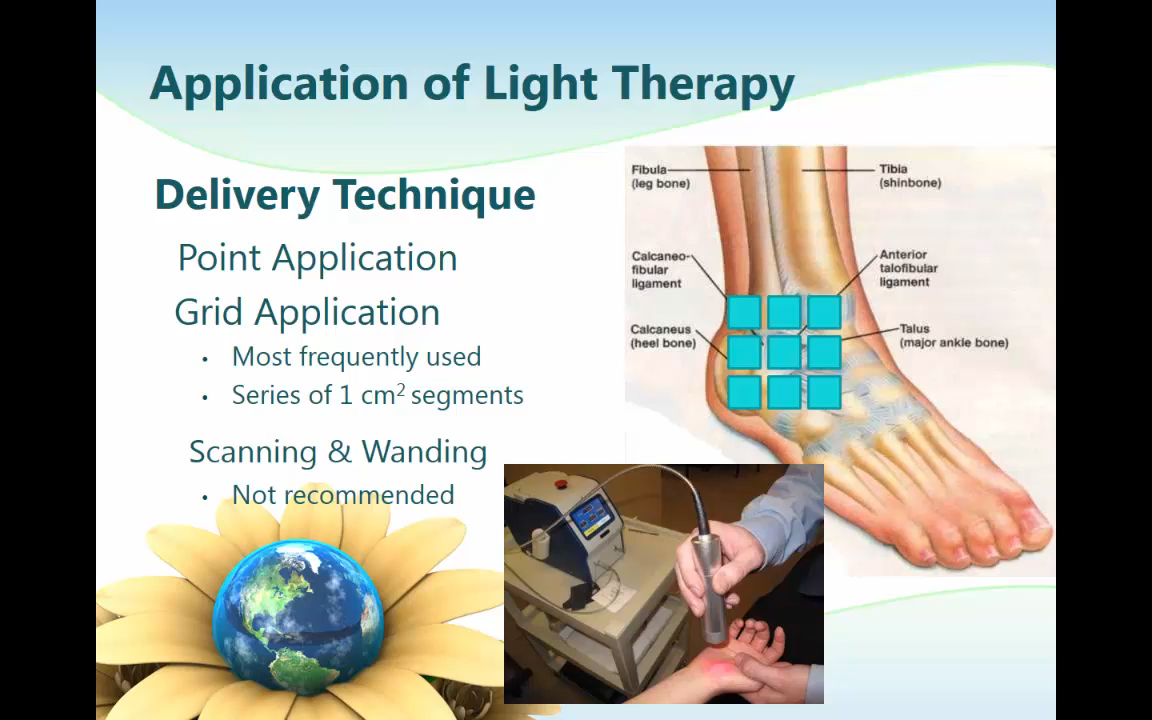 Application of Light Therapy
Delivery Technique
Point Application
Grid Application
• Most frequently used
• Series of 1 cm² segments
Scanning & Wanding
• Not recommended
Fibula
(leg bone)
Tibia
(shinbone)
Calcaneo-
fibular
ligament
Anterior
talofibular
ligament
Calcaneus
(heel bone)
Talus
(major ankle bone)